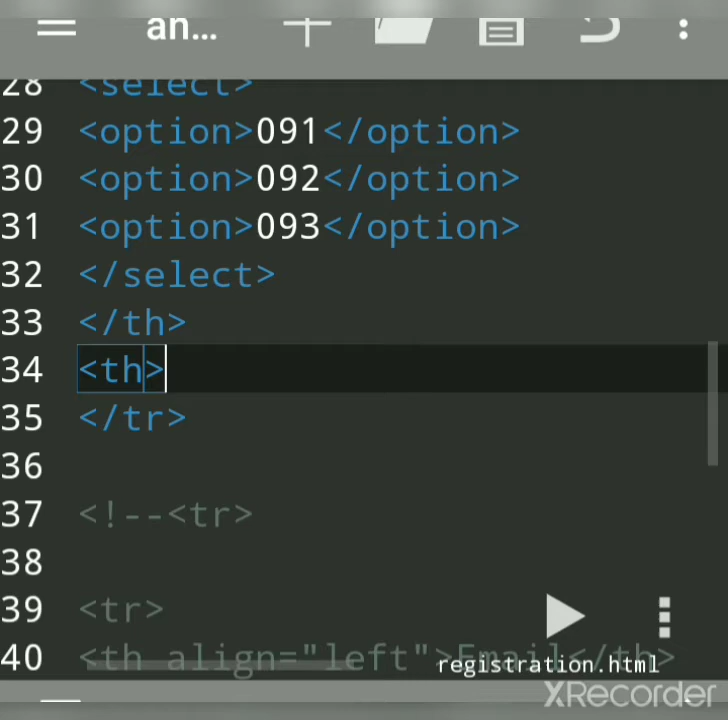 an...
28 <select>
29 <option>091</option>
30 <option>092</option>
31 <option>093</option>
32 </select>
33 </th>
34 <th>
35 </tr>
36
37 <!--<tr>
38
39 <tr>
40 <th align="left">Email</th>
registration.html
XRecorder